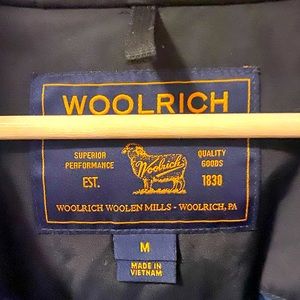 WOOLRICH
SUPERIOR
PERFORMANCE
QUALITY
GOODS
Woolrich
EST.
1830
WOOLRICH WOOLEN MILLS - WOOLRICH, PA
M
MADE IN
VIETNAM